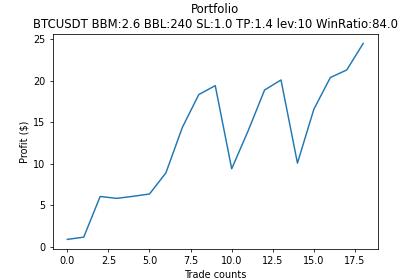 Portfolio
BTCUSDT BBM:2.6 BBL:240 SL:1.0 TP:1.4 lev:10 WinRatio:84.0
25
20
15
10
5
0
Profit ($)
0.0 2.5 5.0 7.5 10.0 12.5 15.0 17.5
Trade counts